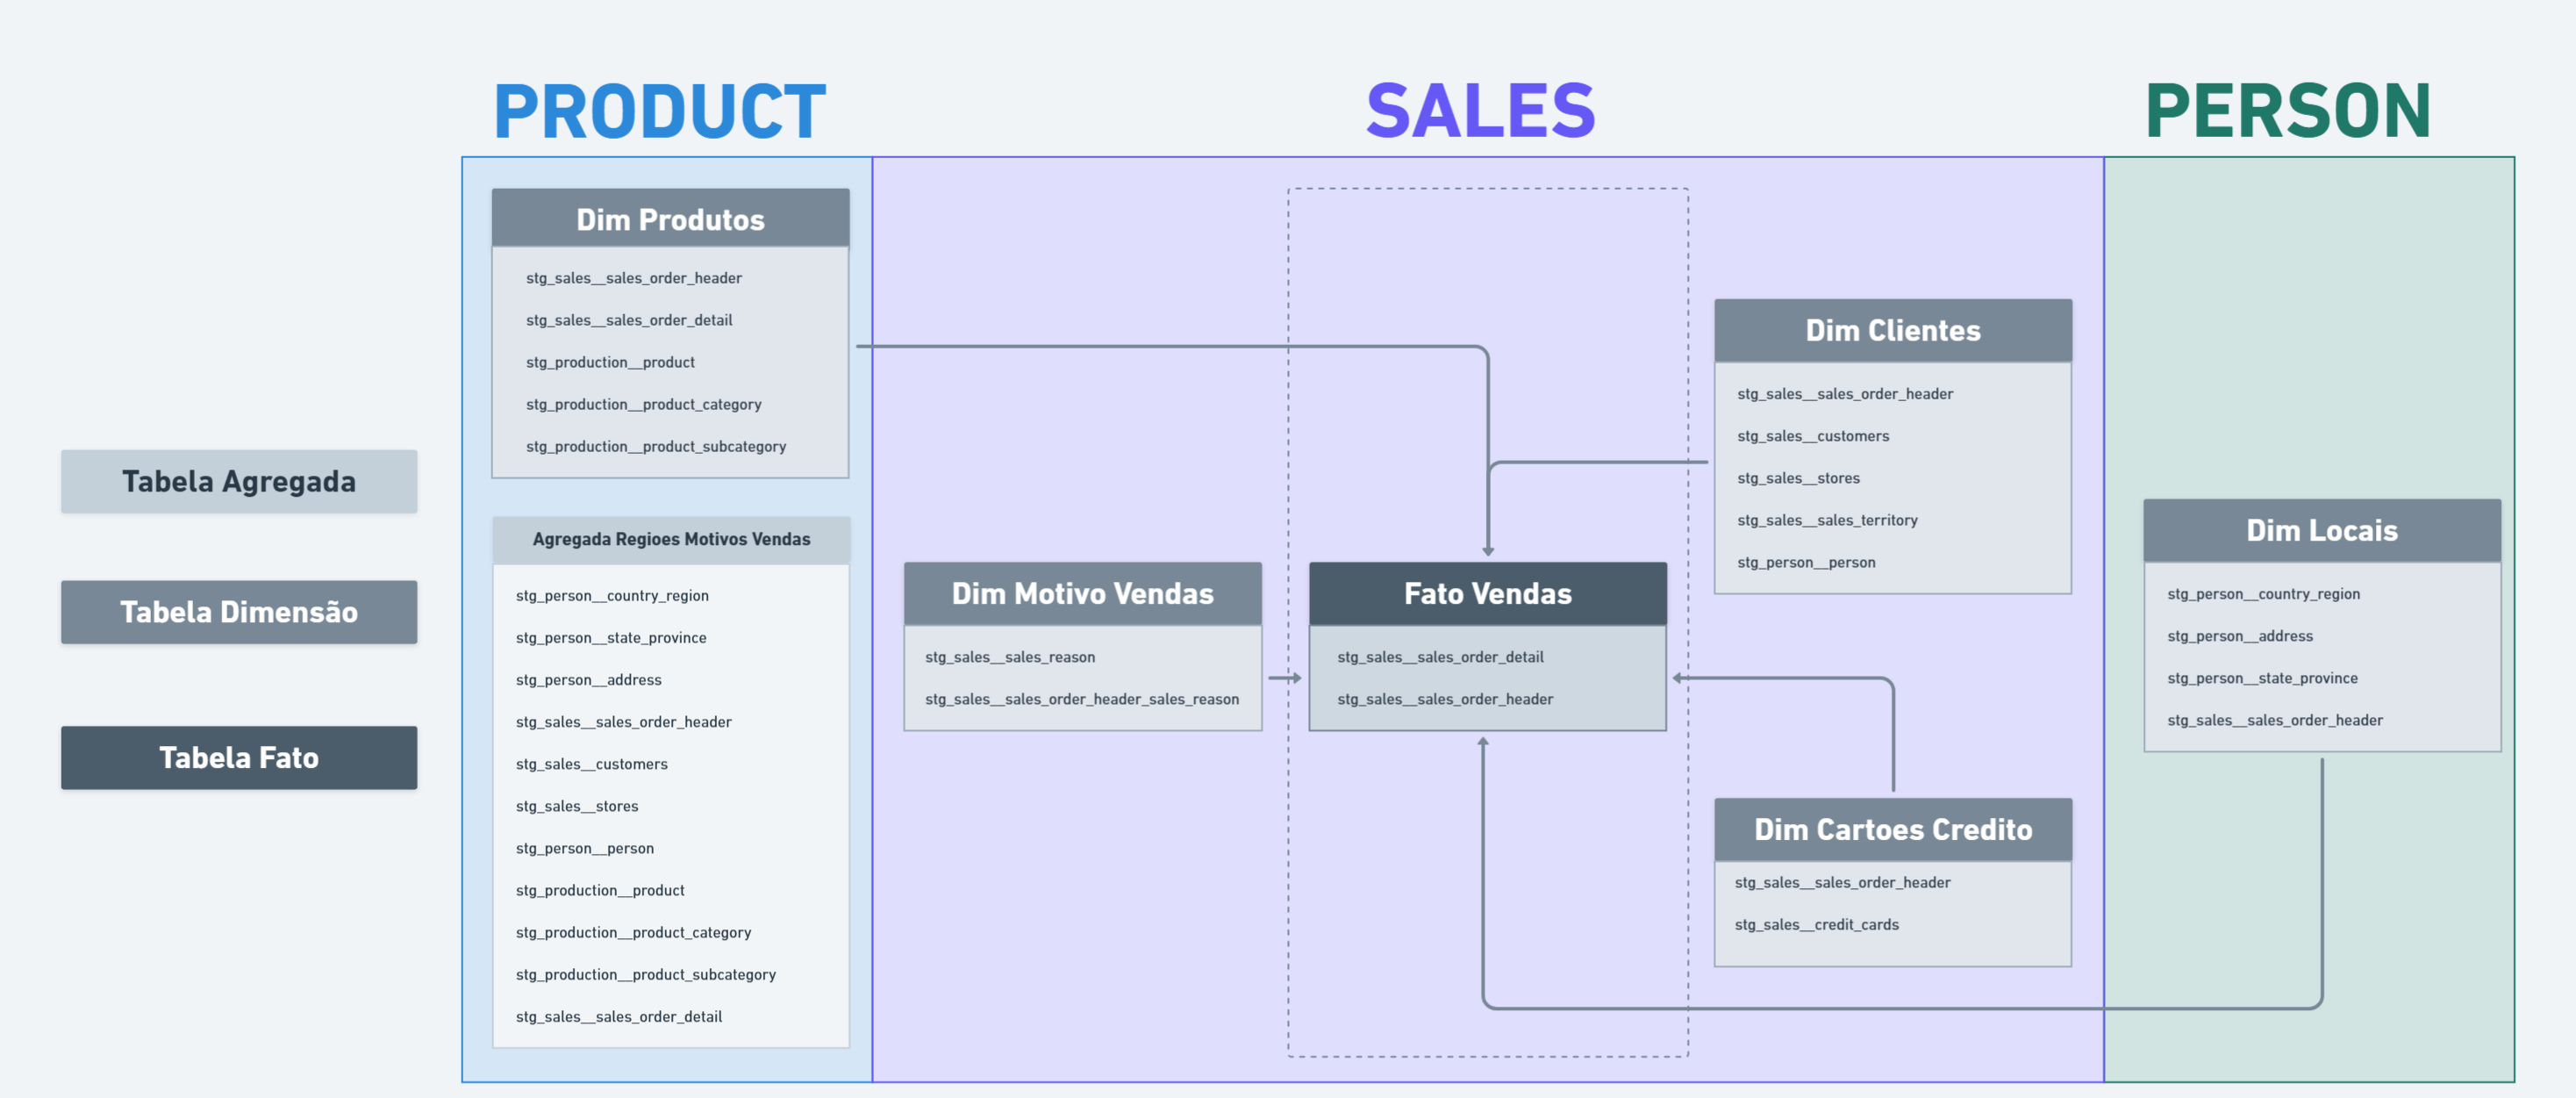 PRODUCT
SALES
PERSON
Tabela Agregada
Tabela Dimensão
Tabela Fato
Dim Produtos
stg_sales__sales_order_header
stg_sales__sales_order_detail
stg_production__product
stg_production__product_category
stg_production__product_subcategory
Agregada Regioes Motivos Vendas
stg_person__country_region
stg_person__state_province
stg_person__address
stg_sales__sales_order_header
stg_sales__customers
stg_sales__stores
stg_person__person
stg_production__product
stg_production__product_category
stg_production__product_subcategory
stg_sales__sales_order_detail
Dim Motivo Vendas
stg_sales__sales_reason
stg_sales__sales_order_header_sales_reason
Fato Vendas
stg_sales__sales_order_detail
stg_sales__sales_order_header
Dim Clientes
stg_sales__sales_order_header
stg_sales__customers
stg_sales__stores
stg_sales__sales_territory
stg_person__person
Dim Cartoes Credito
stg_sales__sales_order_header
stg_sales__credit_cards
Dim Locais
stg_person__country_region
stg_person__address
stg_person__state_province
stg_sales__sales_order_header